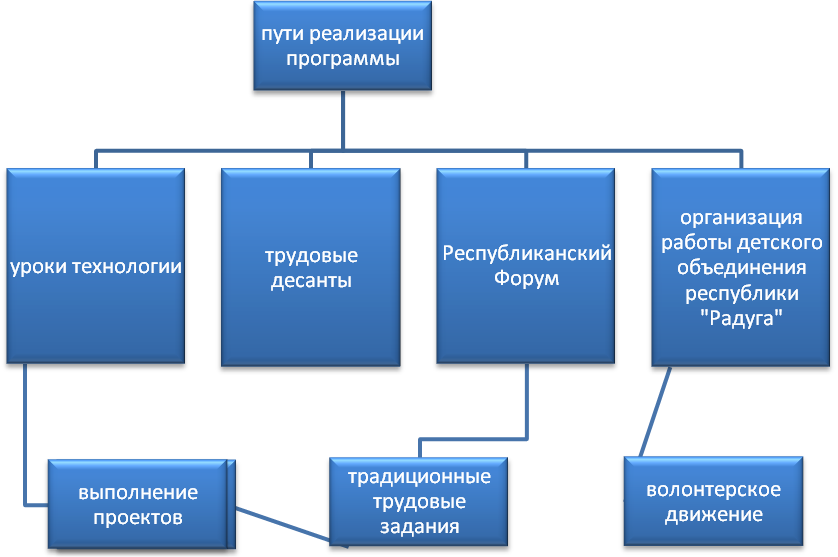 пути реализации
программы
уроки технологии
трудовые
десанты
Республиканский
Форум
организация
работы детского
объединения
республики
"Радуга"
выполнение
проектов
традиционные
трудовые
задания
волонтерское
движение